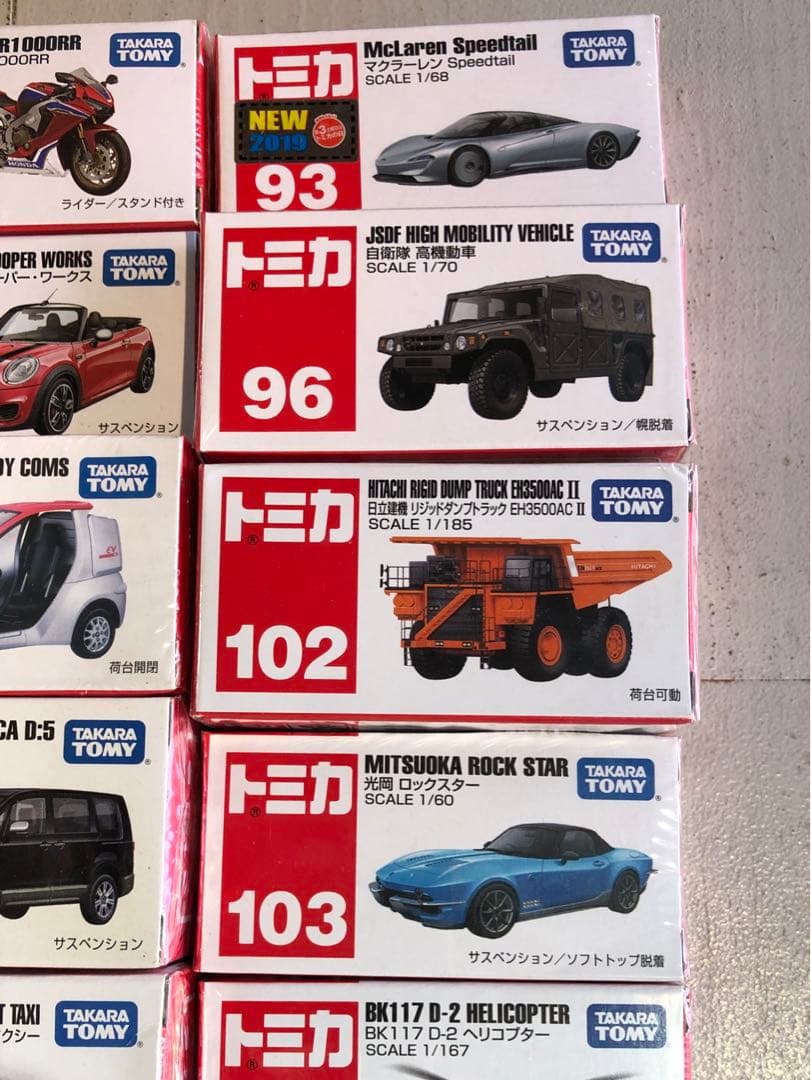 R1000RR
000RR
TAKARA
TOMY
HONDA
ライダー／スタンド付き
OOPER WORKS
ーパー・ワークス
TAKARA
TOMY
サスペンション
DY COMS
TAKARA
TOMY
EV
荷台開閉
CA D:5
TAKARA
TOMY
サスペンション
T TAXI
クシー
TAKARA
TOMY
トミカ
NEW
2019
93
McLaren Speedtail
マクラーレン Speedtail
SCALE 1/68
TAKARA
TOMY
トミカ
®
96
JSDF HIGH MOBILITY VEHICLE
自衛隊 高機動車
SCALE 1/70
TAKARA
TOMY
サスペンション／幌脱着
トミカ
®
102
HITACHI RIGID DUMP TRUCK EH3500AC II
日立建機 リジッドダンプトラック EH3500AC II
SCALE 1/185
TAKARA
TOMY
HITACHI
荷台可動
トミカ
®
103
MITSUOKA ROCK STAR
光岡 ロックスター
SCALE 1/60
TAKARA
TOMY
サスペンション／ソフトトップ脱着
トミカ
BK117 D-2 HELICOPTER
BK117 D-2 ヘリコプター
SCALE 1/167
TAKARA
TOMY